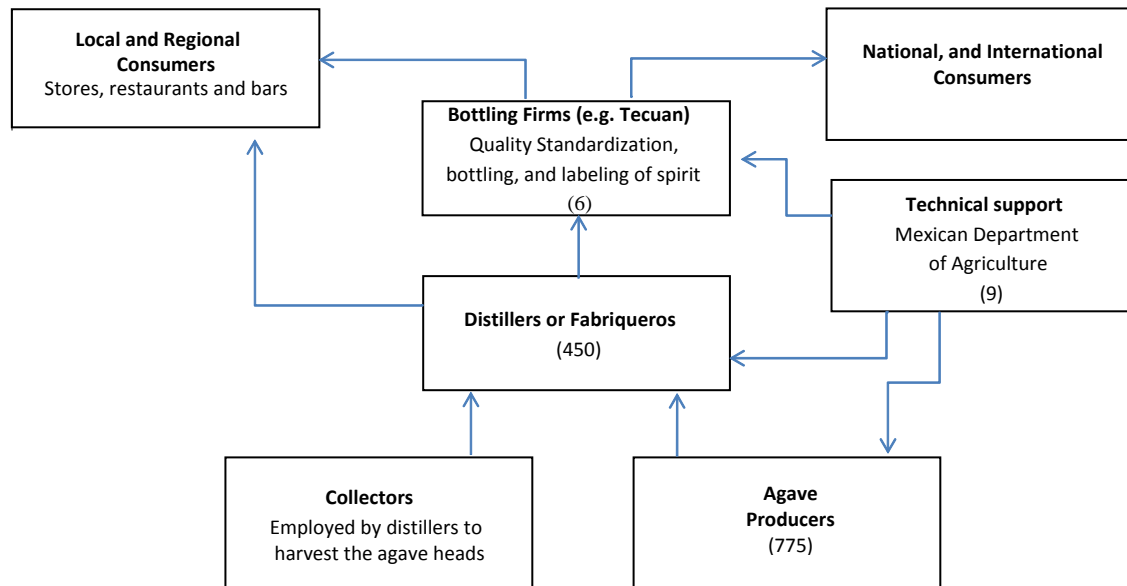 Local and Regional
Consumers
Stores, restaurants and bars
National, and International
Consumers
Bottling Firms (e.g. Tecuan)
Quality Standardization,
bottling, and labeling of spirit
(6)
Technical support
Mexican Department
of Agriculture
(9)
Distillers or Fabriqueros
(450)
Collectors
Employed by distillers to
harvest the agave heads
Agave
Producers
(775)